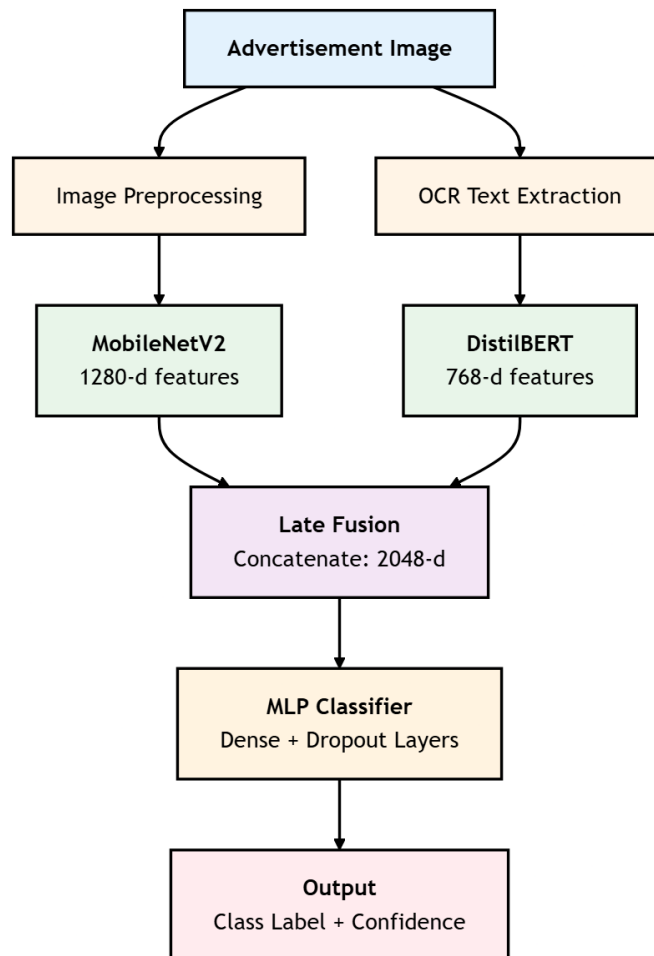 Advertisement Image
Image Preprocessing
OCR Text Extraction
MobileNetV2
1280-d features
DistilBERT
768-d features
Late Fusion
Concatenate: 2048-d
MLP Classifier
Dense + Dropout Layers
Output
Class Label + Confidence